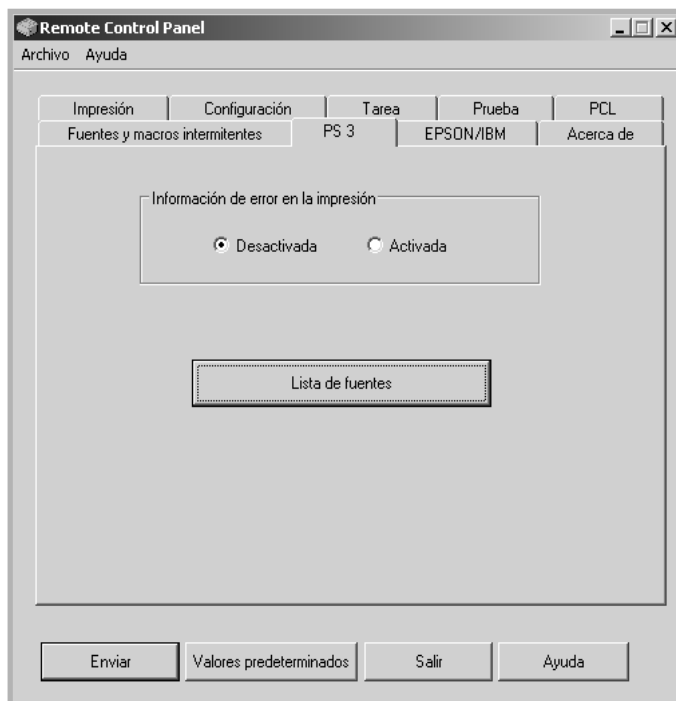 Remote Control Panel
Archivo Ayuda
Impresión Configuración Tarea Prueba PCL
Fuentes y macros intermitentes PS 3 EPSON/IBM Acerca de
Información de error en la impresión
Desactivada Activada
Lista de fuentes
Enviar Valores predeterminados Salir Ayuda